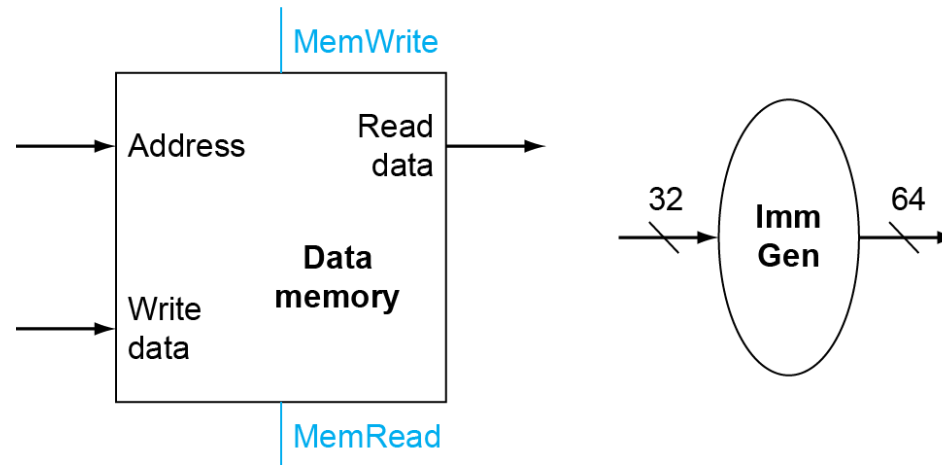 MemWrite
Address
Read
data
Data
memory
Write
data
MemRead
32
Imm
Gen
64